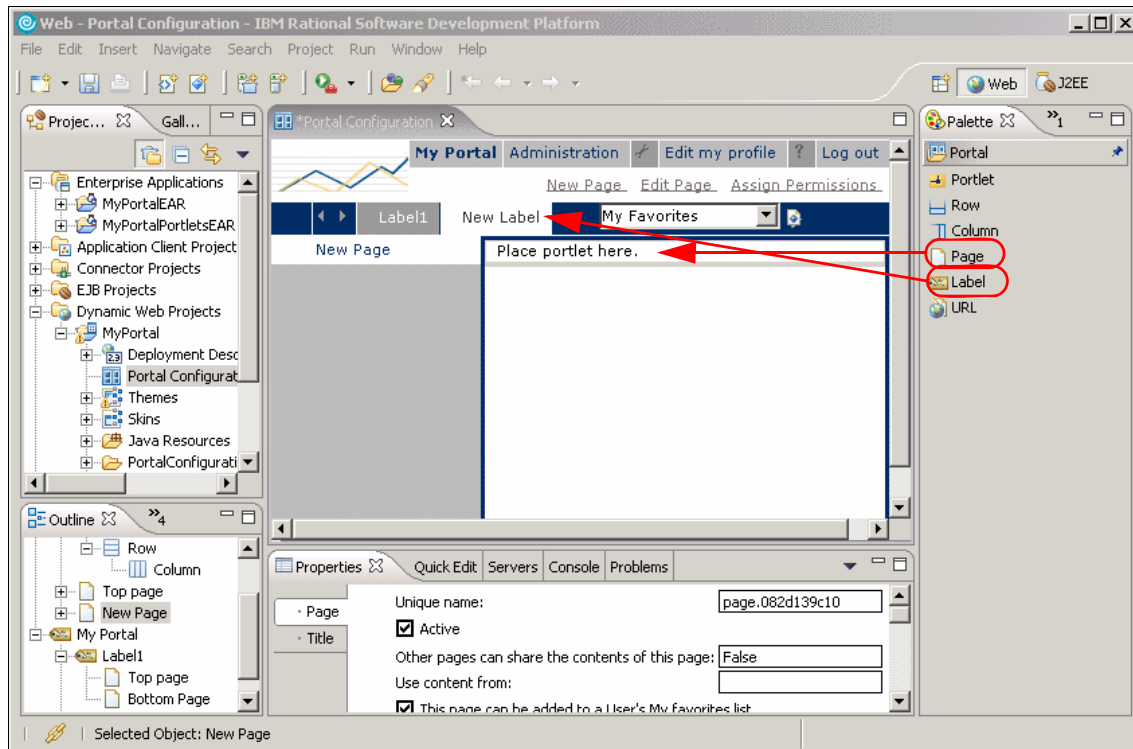 Web - Portal Configuration - IBM Rational Software Development Platform
File Edit Insert Navigate Search Project Run Window Help
Web J2EE
Projec... Gall...
Enterprise Applications
MyPortalEAR
MyPortalPortletsEAR
Application Client Project
Connector Projects
EJB Projects
Dynamic Web Projects
MyPortal
2.3 Deployment Desc
Portal Configurat
Themes
Skins
Java Resources
PortalConfigurati
Outline »4
Row
Column
Top page
New Page
My Portal
Label1
Top page
Bottom Page
*Portal Configuration
My Portal Administration Edit my profile ? Log out
New Page Edit Page Assign Permissions
Label1 New Label My Favorites
New Page Place portlet here.
Properties Quick Edit Servers Console Problems
Page
Title
Unique name: page.082d139c10
Active
Other pages can share the contents of this page: False
Use content from:
This page can be added to a User's My favorites list
Palette »1
Portal
Portlet
Row
Column
Page
Label
URL
Selected Object: New Page